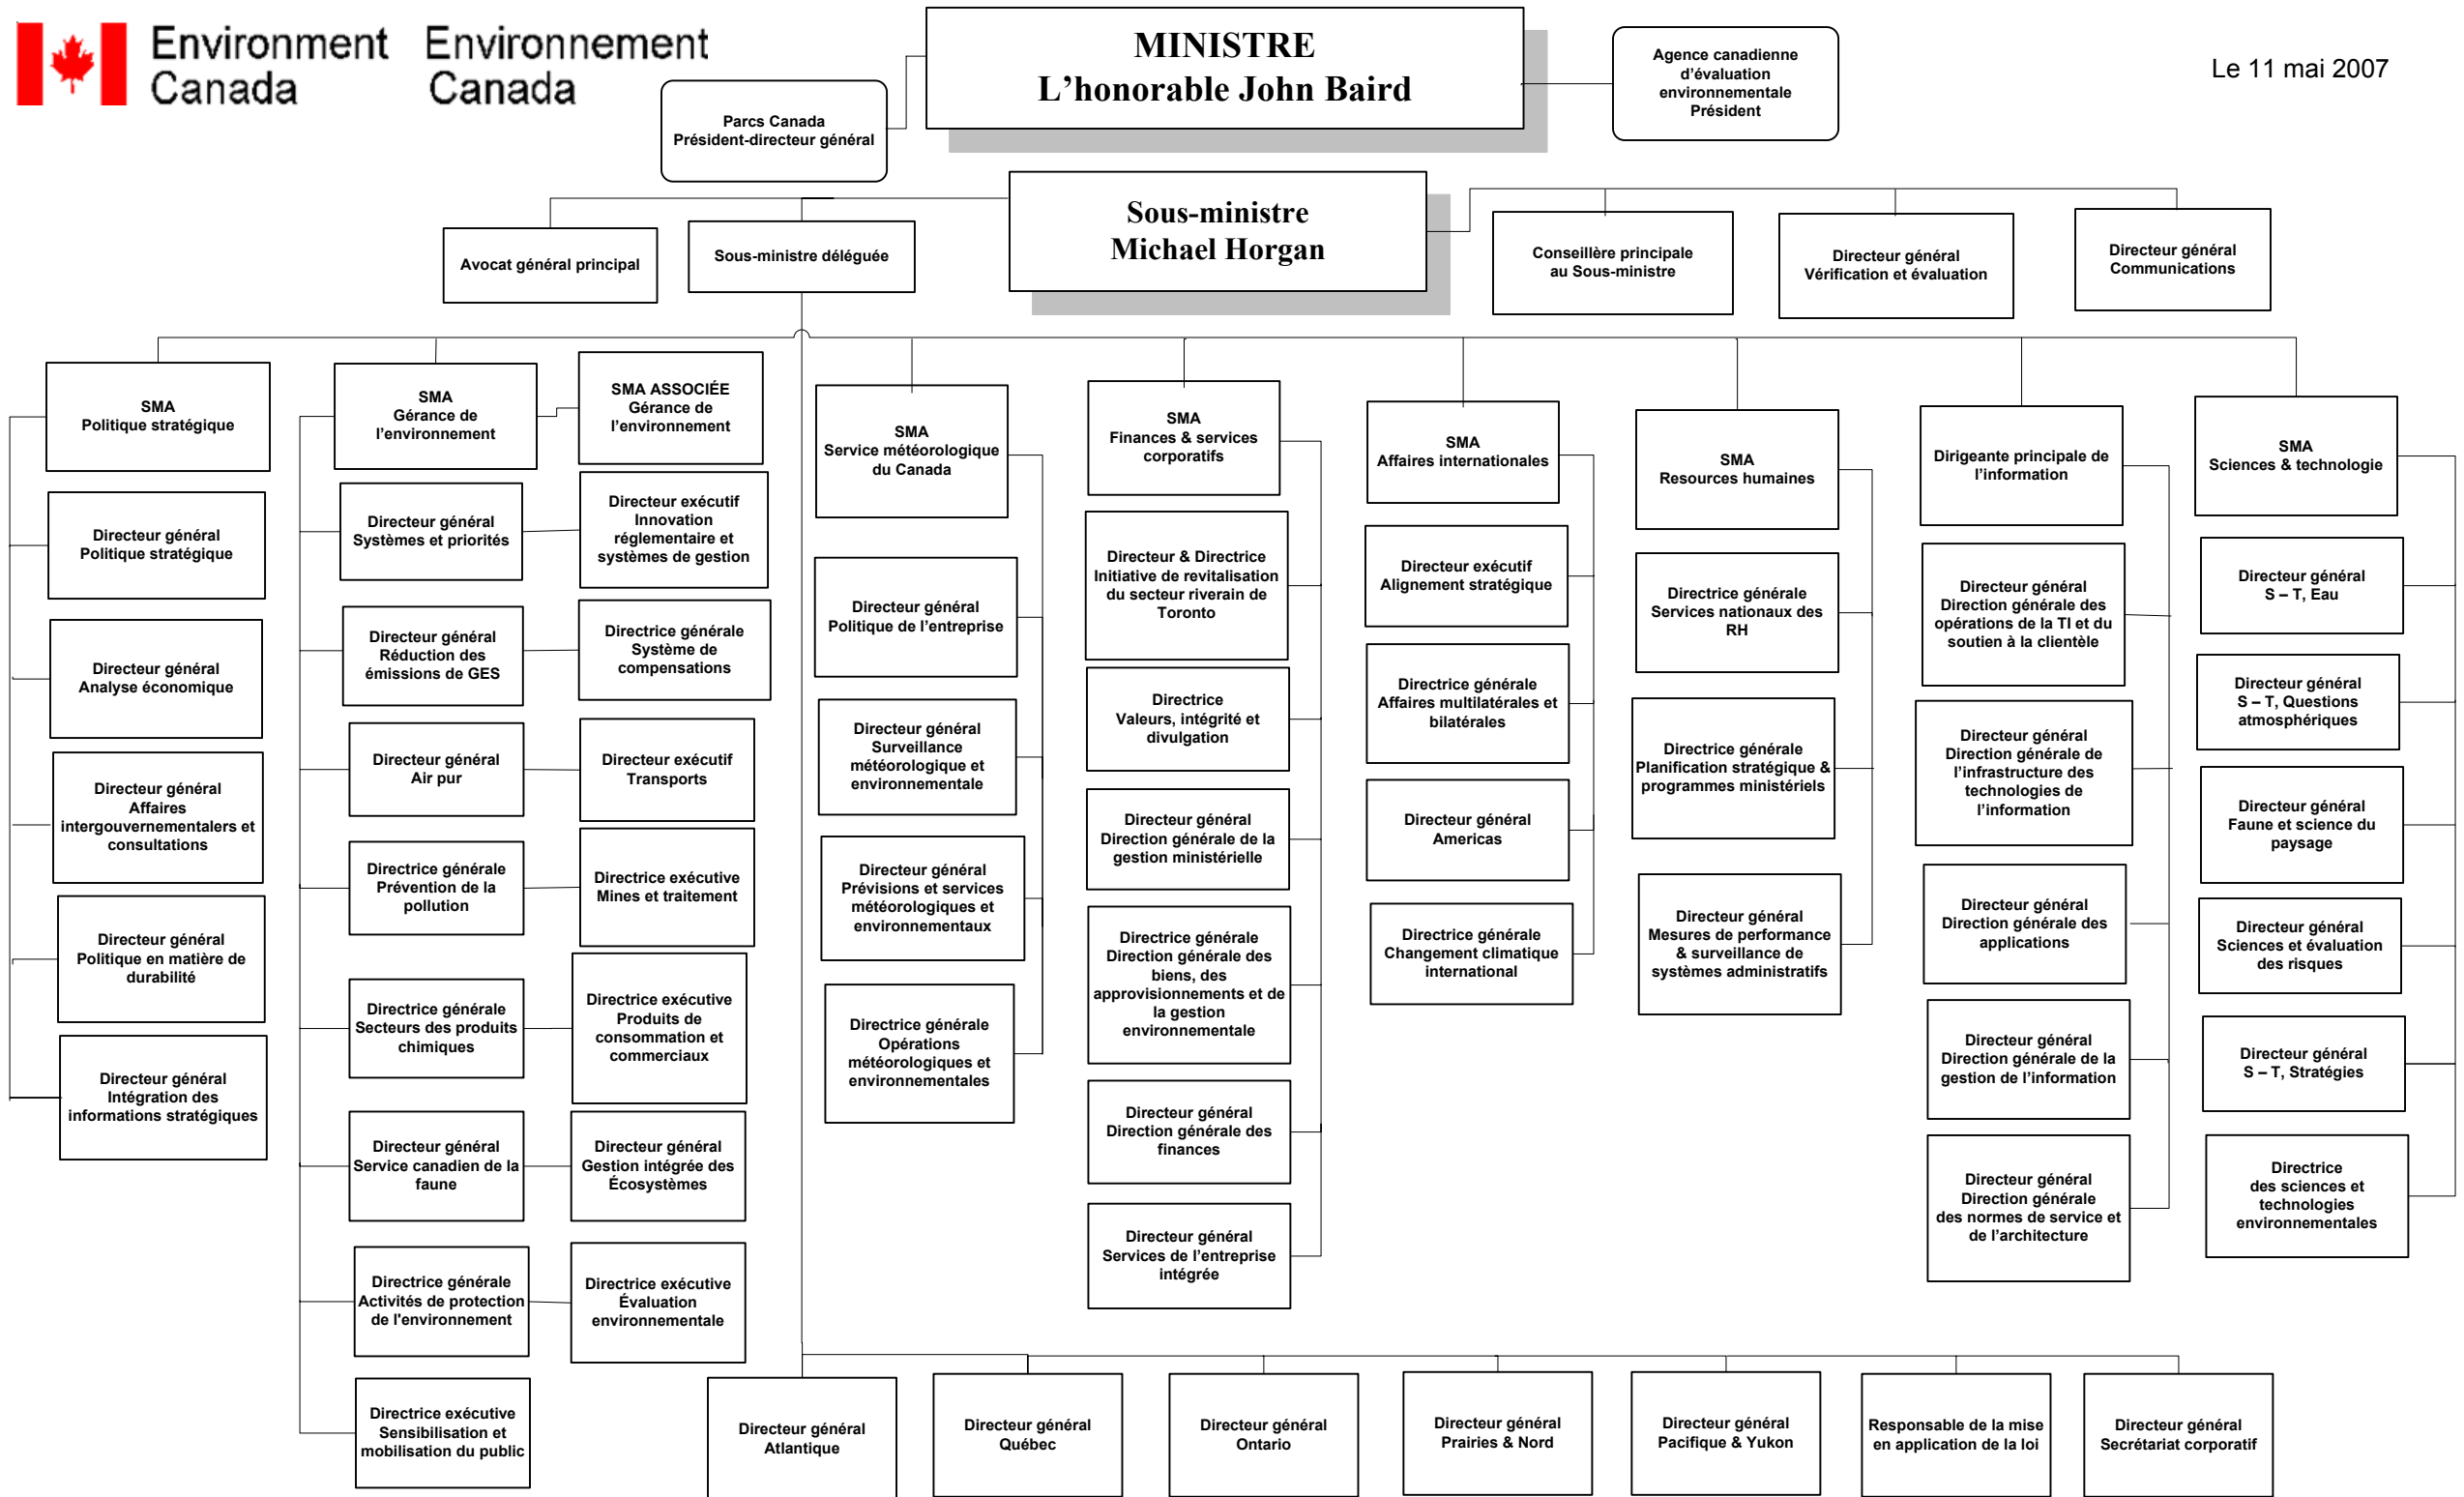 Environment Environnement
Canada Canada
MINISTRE
L'honorable John Baird
Agence canadienne
d'évaluation
environnementale
Président
Le 11 mai 2007
Parcs Canada
Président-directeur général
Sous-ministre
Michael Horgan
Avocat général principal
Sous-ministre déléguée
Conseillère principale
au Sous-ministre
Directeur général
Vérification et évaluation
Directeur général
Communications
SMA
Politique stratégique
Directeur général
Politique stratégique
Directeur général
Analyse économique
Directeur général
Affaires
intergouvernementalers et
consultations
Directeur général
Politique en matière de
durabilité
Directeur général
Intégration des
informations stratégiques
SMA
Gérance de
l'environnement
SMA ASSOCIÉE
Gérance de
l'environnement
Directeur général
Systèmes et priorités
Directeur exécutif
Innovation
réglementaire et
systèmes de gestion
Directeur général
Réduction des
émissions de GES
Directrice générale
Système de
compensations
Directeur général
Air pur
Directeur exécutif
Transports
Directrice générale
Prévention de la
pollution
Directrice exécutive
Mines et traitement
Directrice générale
Secteurs des produits
chimiques
Directrice exécutive
Produits de
consommation et
commerciaux
Directeur général
Service canadien de la
faune
Directeur général
Gestion intégrée des
Écosystèmes
Directrice générale
Activités de protection
de l'environnement
Directrice exécutive
Évaluation
environnementale
Directrice exécutive
Sensibilisation et
mobilisation du public
SMA
Service météorologique
du Canada
Directeur général
Politique de l'entreprise
Directeur général
Surveillance
météorologique et
environnementale
Directeur général
Prévisions et services
météorologiques et
environnementaux
Directrice générale
Opérations
météorologiques et
environnementales
SMA
Finances & services
corporatifs
Directeur & Directrice
Initiative de revitalisation
du secteur riverain de
Toronto
Directrice
Valeurs, intégrité et
divulgation
Directeur général
Direction générale de la
gestion ministérielle
Directrice générale
Direction générale des
biens, des
approvisionnements et de
la gestion
environnementale
Directeur général
Direction générale des
finances
Directeur général
Services de l'entreprise
intégrée
SMA
Affaires internationales
Directeur exécutif
Alignement stratégique
Directrice générale
Affaires multilatérales et
bilatérales
Directeur général
Americas
Directrice générale
Changement climatique
international
SMA
Resources humaines
Directrice générale
Services nationaux des
RH
Directrice générale
Planification stratégique &
programmes ministériels
Directeur général
Mesures de performance
& surveillance de
systèmes administratifs
Dirigeante principale de
l'information
Directeur général
Direction générale des
opérations de la TI et du
soutien à la clientèle
Directeur général
Direction générale de
l'infrastructure des
technologies de
l'information
Directeur général
Direction générale des
applications
Directeur général
Direction générale de la
gestion de l'information
Directeur général
Direction générale
des normes de service et
de l'architecture
SMA
Sciences & technologie
Directeur général
S – T, Eau
Directeur général
S – T, Questions
atmosphériques
Directeur général
Faune et science du
paysage
Directeur général
Sciences et évaluation
des risques
Directeur général
S – T, Stratégies
Directrice
des sciences et
technologies
environnementales
Directeur général
Atlantique
Directeur général
Québec
Directeur général
Ontario
Directeur général
Prairies & Nord
Directeur général
Pacifique & Yukon
Responsable de la mise
en application de la loi
Directeur général
Secrétariat corporatif